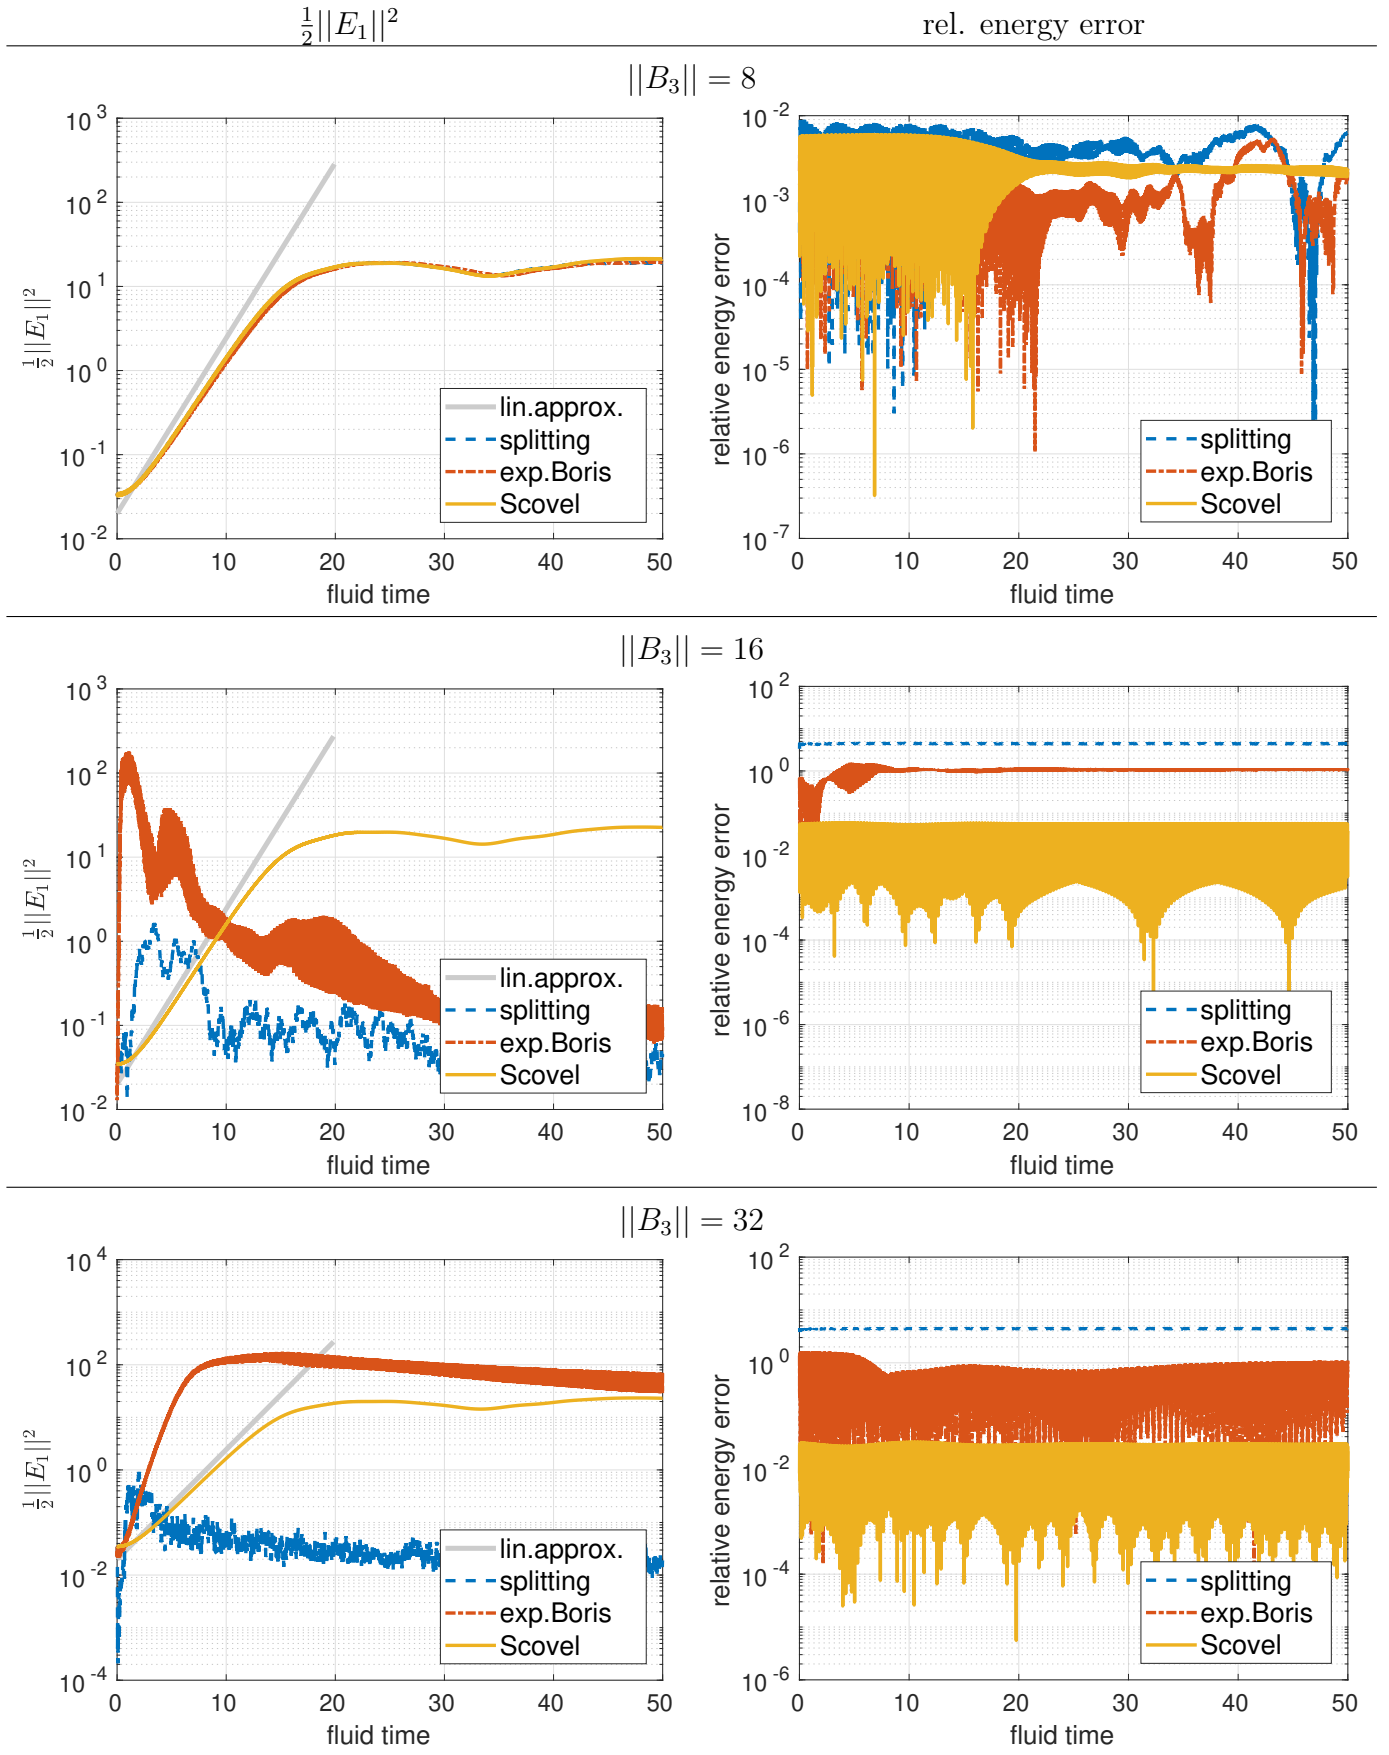 ½||E₁||² rel. energy error
||B₃|| = 8
10³
10²
10¹
10⁰
10⁻¹
10⁻²
½||E₁||²
0 10 20 30 40 50
fluid time
lin.approx.
splitting
exp.Boris
Scovel
10⁻²
10⁻³
10⁻⁴
10⁻⁵
10⁻⁶
10⁻⁷
relative energy error
0 10 20 30 40 50
fluid time
splitting
exp.Boris
Scovel
||B₃|| = 16
10³
10²
10¹
10⁰
10⁻¹
10⁻²
½||E₁||²
0 10 20 30 40 50
fluid time
lin.approx.
splitting
exp.Boris
Scovel
10²
10⁰
10⁻²
10⁻⁴
10⁻⁶
10⁻⁸
relative energy error
0 10 20 30 40 50
fluid time
splitting
exp.Boris
Scovel
||B₃|| = 32
10⁴
10²
10⁰
10⁻²
10⁻⁴
½||E₁||²
0 10 20 30 40 50
fluid time
lin.approx.
splitting
exp.Boris
Scovel
10²
10⁰
10⁻²
10⁻⁴
10⁻⁶
relative energy error
0 10 20 30 40 50
fluid time
splitting
exp.Boris
Scovel